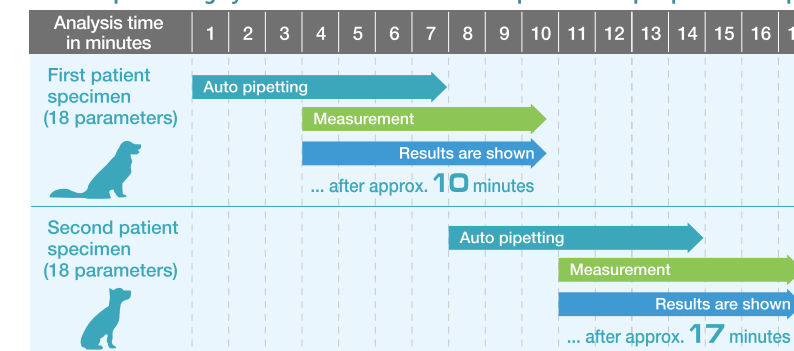 Analysis time
in minutes
1 2 3 4 5 6 7 8 9 10 11 12 13 14 15 16
First patient
specimen
(18 parameters)
Auto pipetting
Measurement
Results are shown
... after approx. 10 minutes
Second patient
specimen
(18 parameters)
Auto pipetting
Measurement
Results are shown
... after approx. 17 minutes